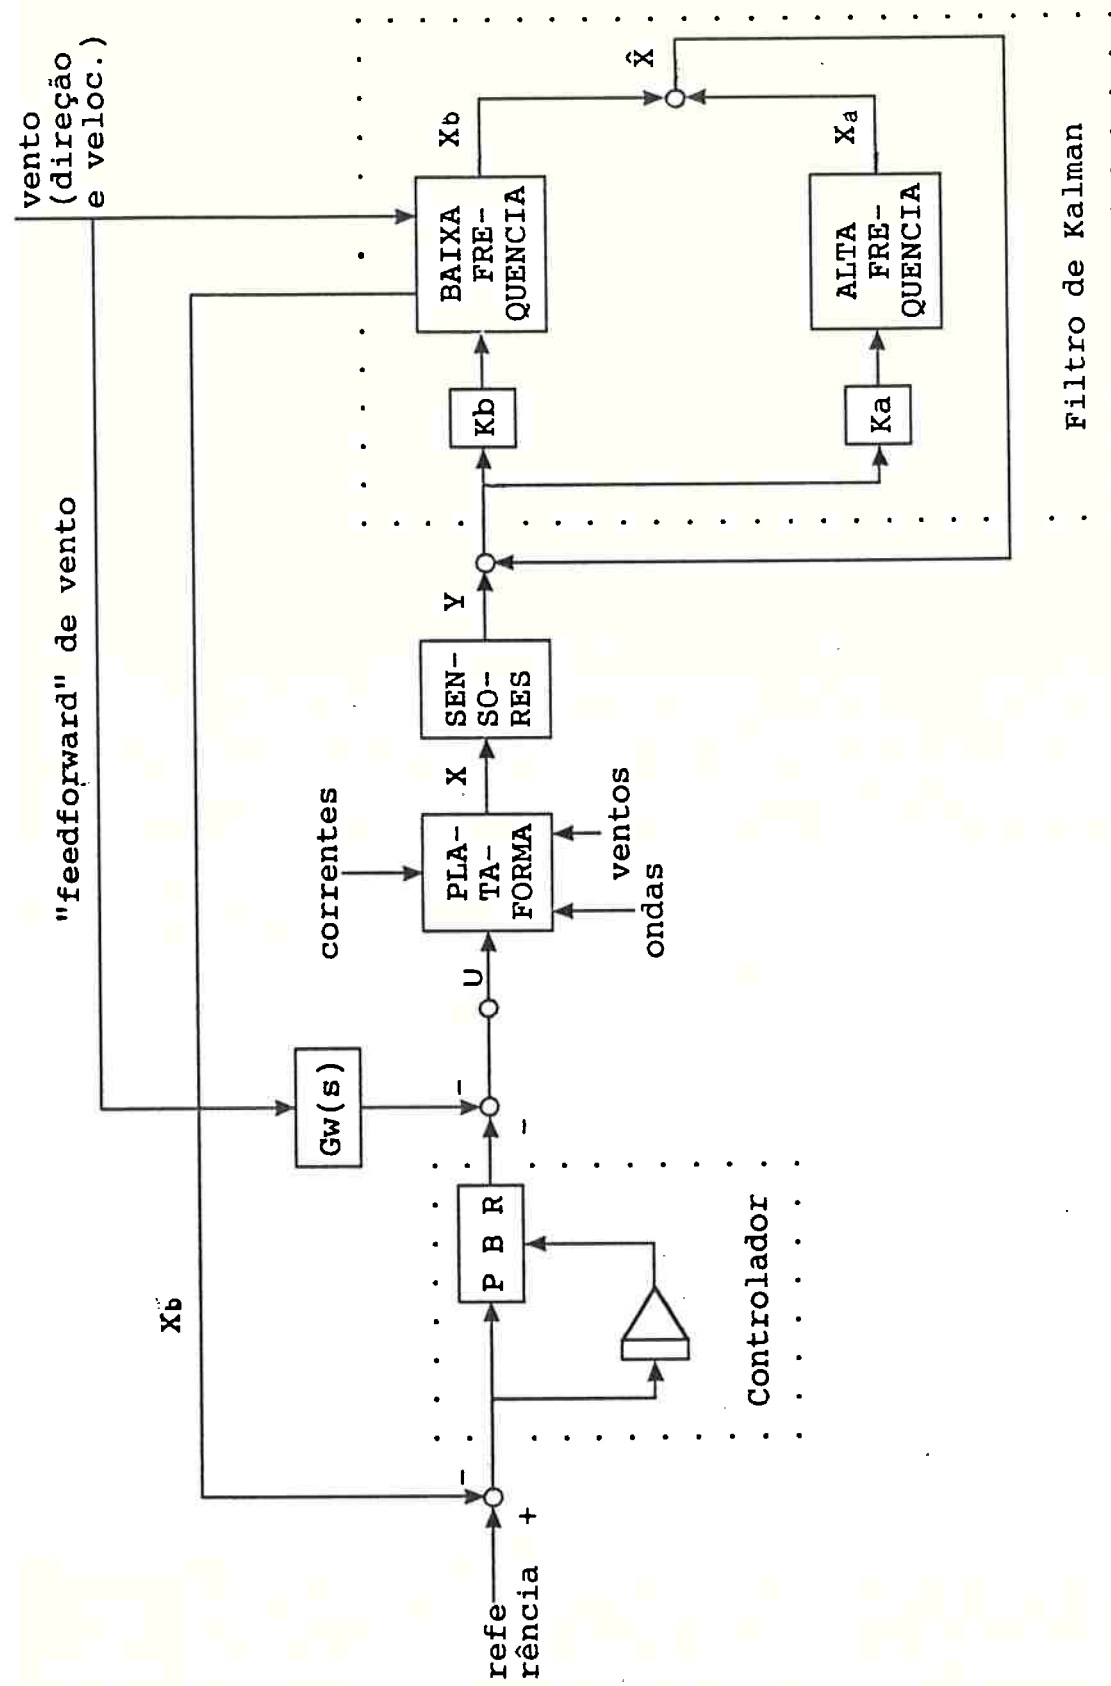 vento
(direção
e veloc.)
"feedforward" de vento
Xb
refe
rência
+
-
P B R
Controlador
Gw(s)
-
-
U
correntes
PLA-
TA-
FORMA
ondas
ventos
X
SEN-
SO-
RES
Y
Kb
Ka
BAIXA
FRE-
QUENCIA
ALTA
FRE-
QUENCIA
Xb
Xa
X̂
Filtro de Kalman